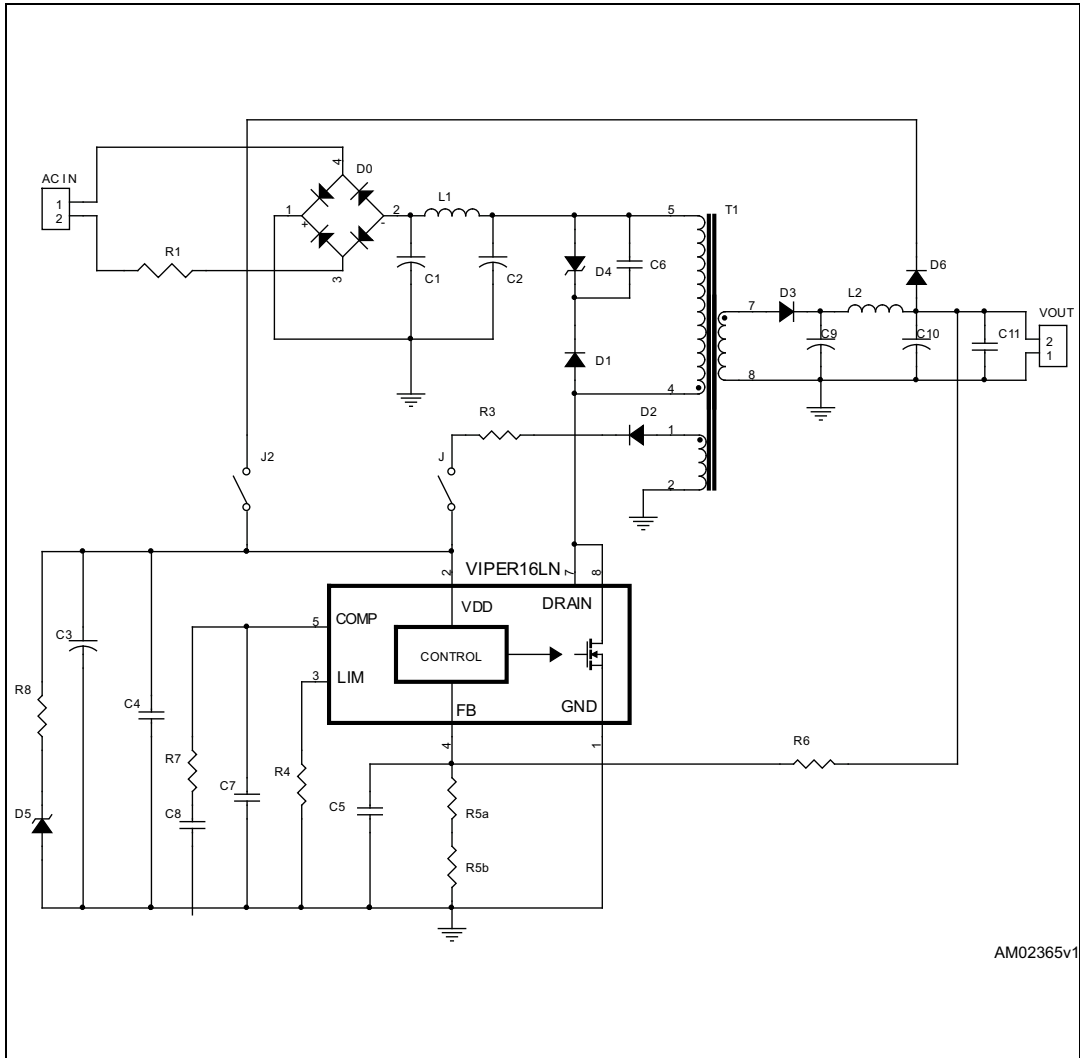 4
D0
AC IN
L1
1
2
1
2
5
T1
+
-
R1
C1
C2
D4
C6
D6
3
7
D3
L2
VOUT
C9
C10
C11
2
1
D1
8
4
R3
D2
1
J2
J
2
VIPER16LN
2
7
8
VDD
DRAIN
C3
5
COMP
CONTROL
3
LIM
R8
C4
FB
GND
4
1
R6
R7
C7
R4
D5
C8
C5
R5a
R5b
AM02365v1